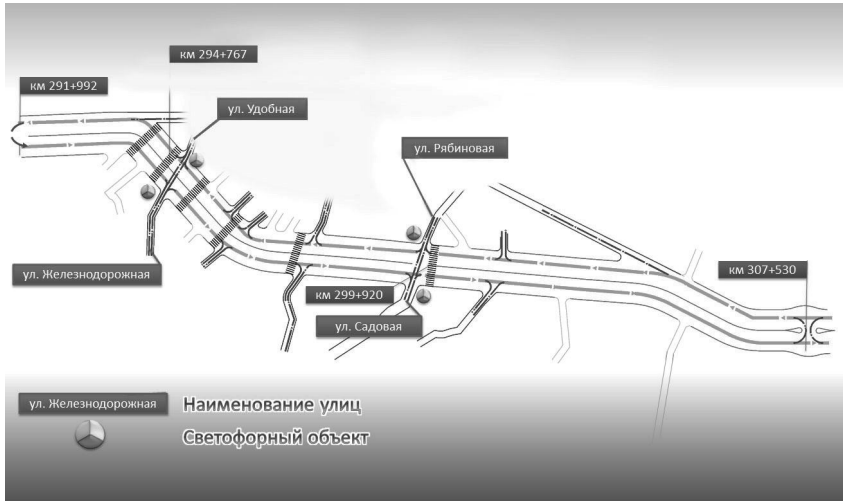 км 294+767
км 291+992
ул. Удобная
ул. Рябиновая
ул. Железнодорожная
км 307+530
км 299+920
ул. Садовая
ул. Железнодорожная
Наименование улиц
Светофорный объект